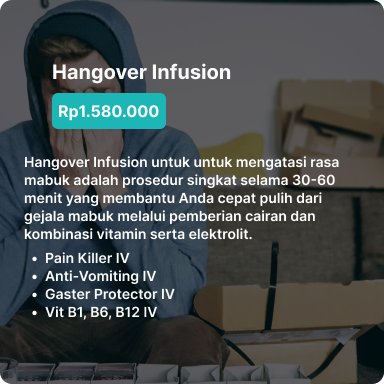 Hangover Infusion
Rp1.580.000
Hangover Infusion untuk untuk mengatasi rasa
mabuk adalah prosedur singkat selama 30-60
menit yang membantu Anda cepat pulih dari
gejala mabuk melalui pemberian cairan dan
kombinasi vitamin serta elektrolit.
• Pain Killer IV
• Anti-Vomiting IV
• Gaster Protector IV
• Vit B1, B6, B12 IV